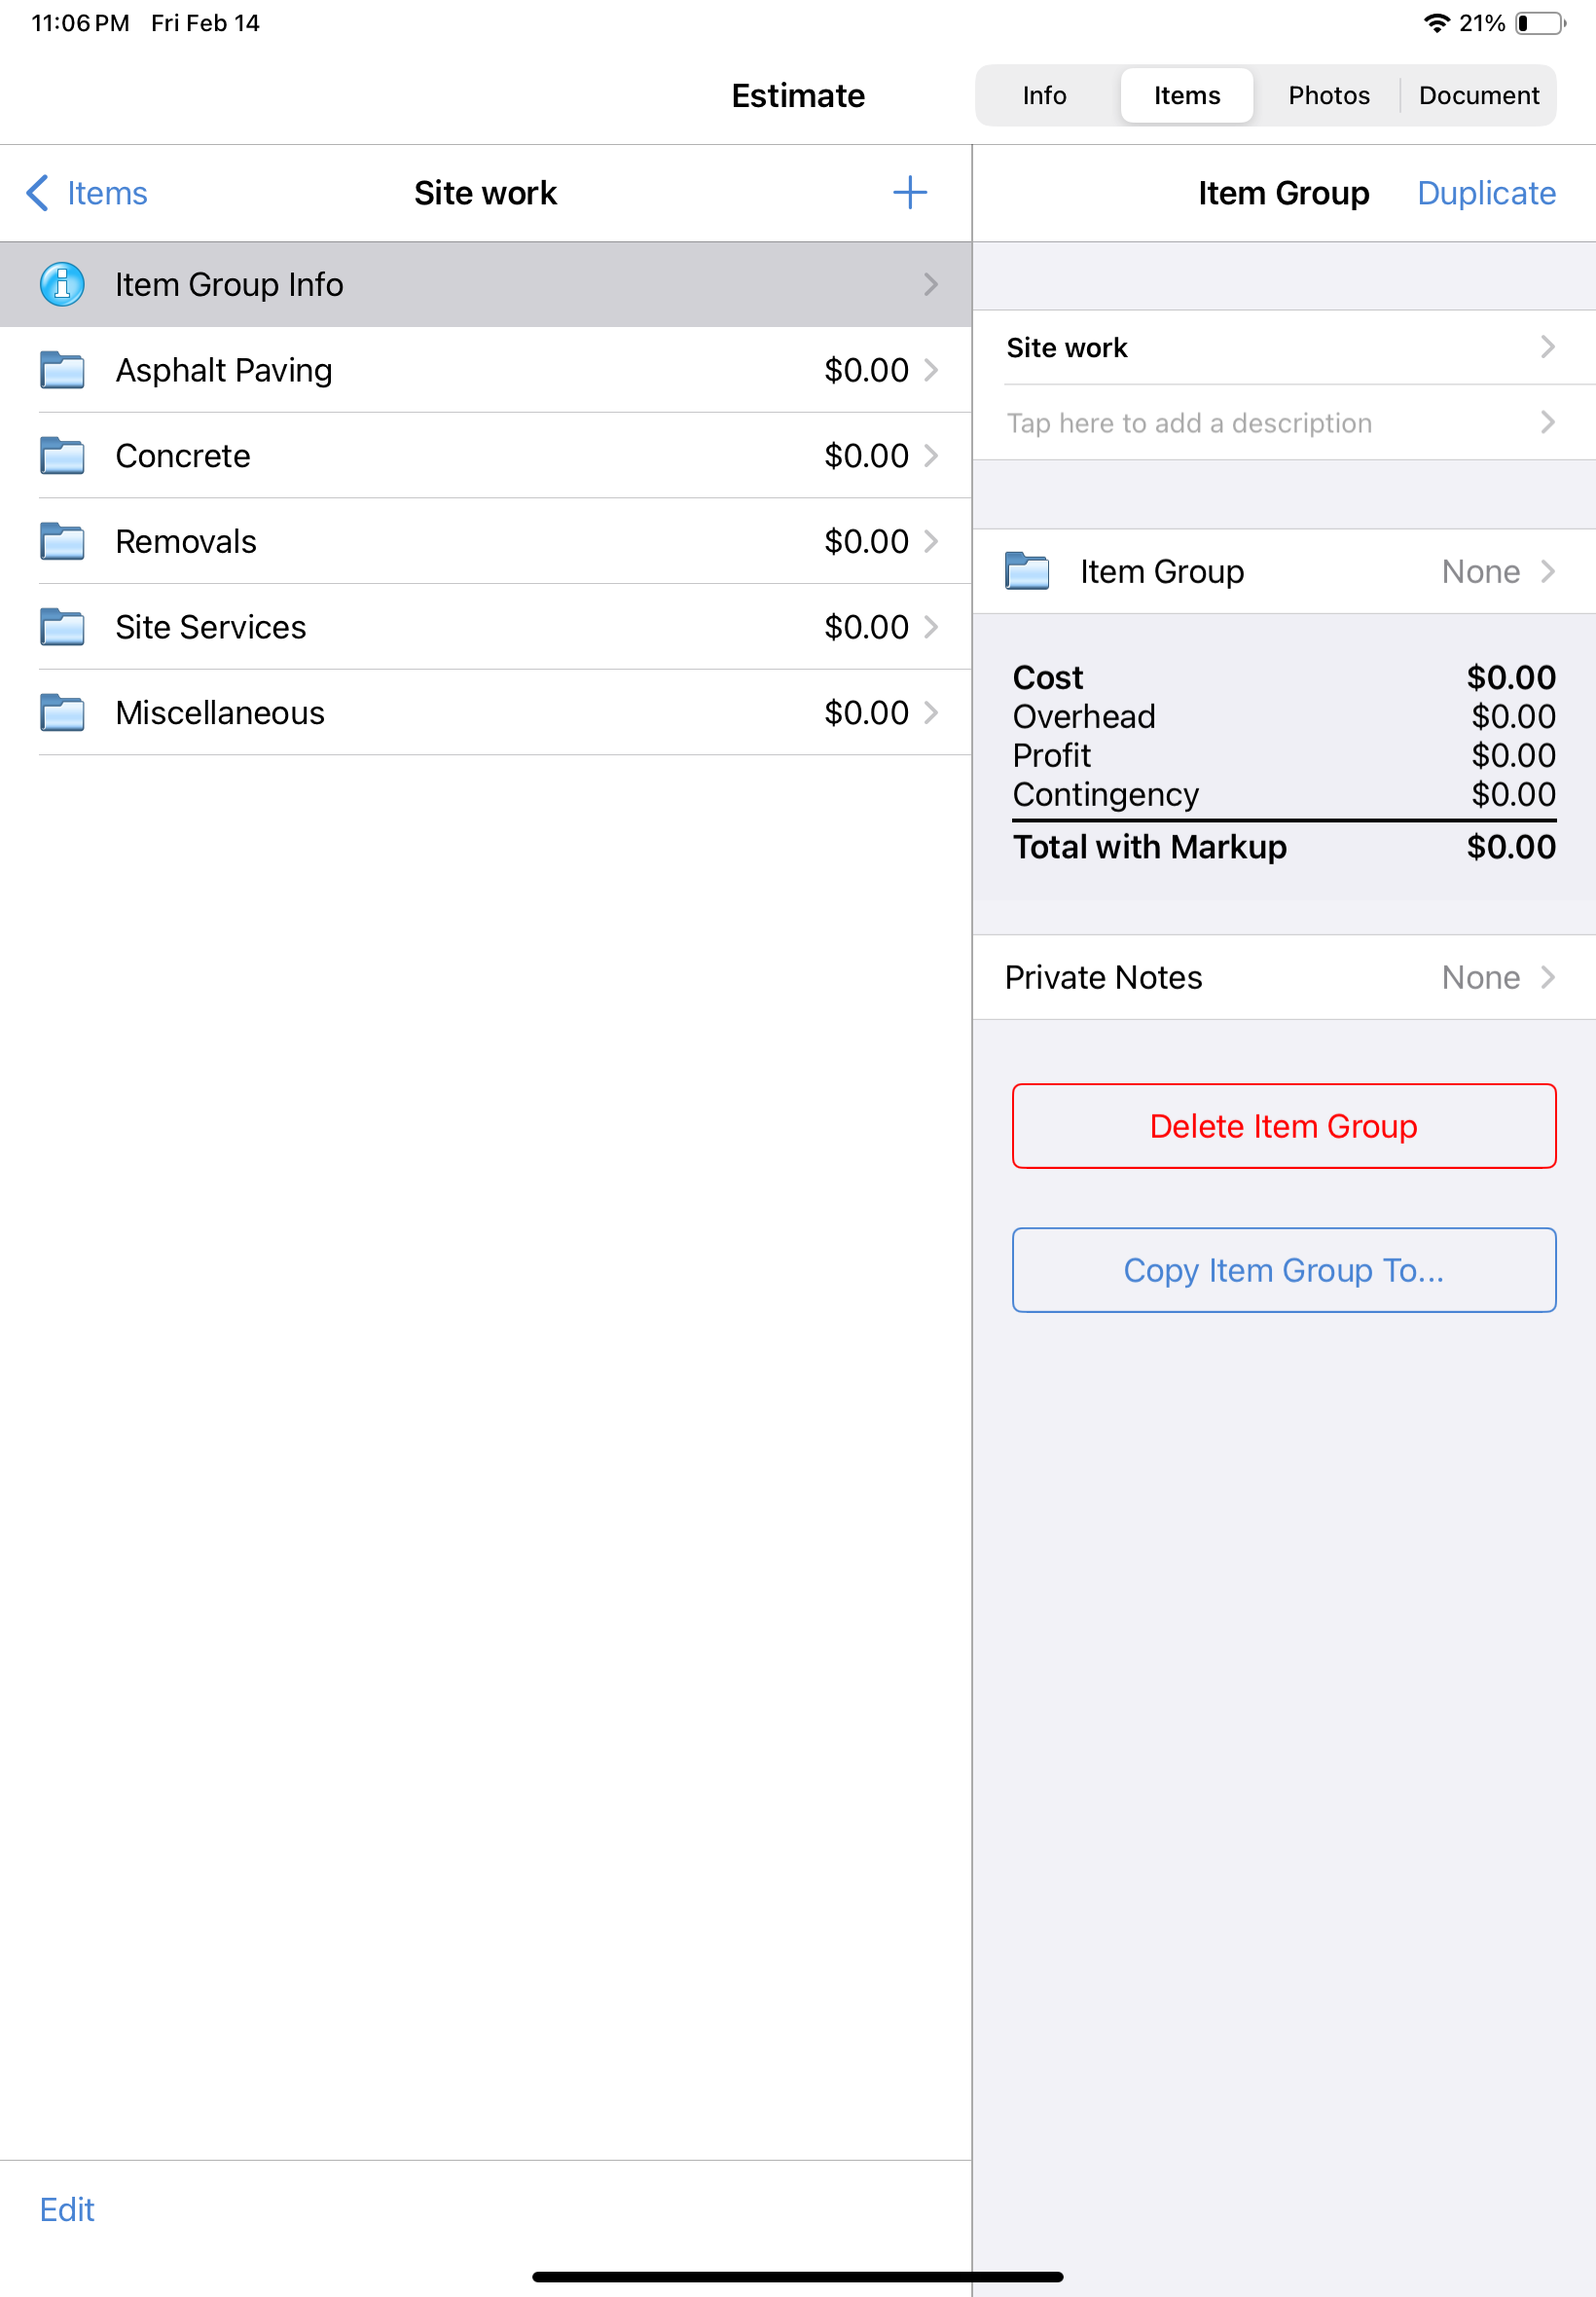 11:06 PM Fri Feb 14 21%
Estimate
Info Items Photos Document
Items Site work +
Item Group Info
Asphalt Paving $0.00
Concrete $0.00
Removals $0.00
Site Services $0.00
Miscellaneous $0.00
Edit
Item Group Duplicate
Site work
Tap here to add a description
Item Group None
Cost $0.00
Overhead $0.00
Profit $0.00
Contingency $0.00
Total with Markup $0.00
Private Notes None
Delete Item Group
Copy Item Group To...